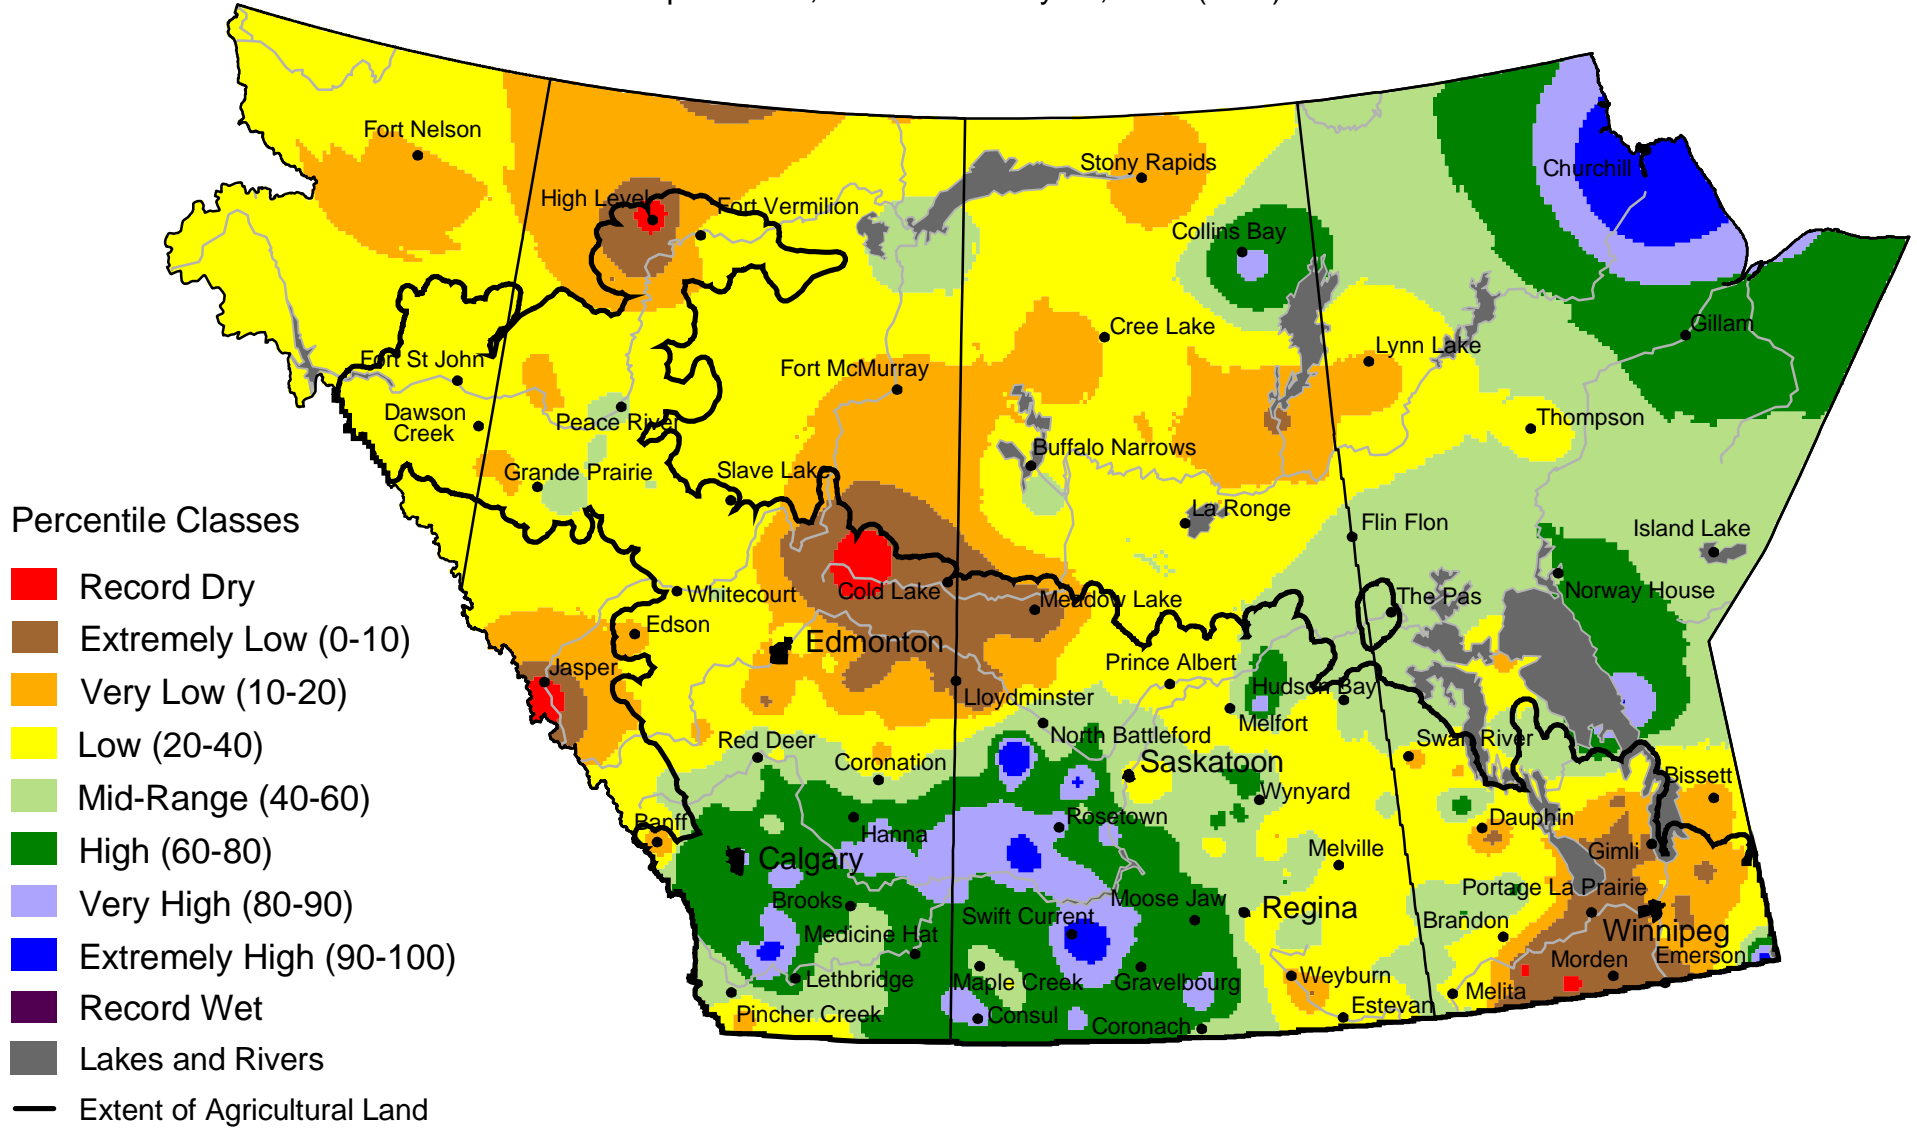 Fort Nelson
High Level
Fort Vermilion
Stony Rapids
Collins Bay
Churchill
Gillam
Fort St John
Dawson
Creek
Peace River
Grande Prairie
Slave Lake
Fort McMurray
Cree Lake
Lynn Lake
Buffalo Narrows
Thompson
La Ronge
Flin Flon
Island Lake
Norway House
The Pas
Whitecourt
Cold Lake
Meadow Lake
Edson
Edmonton
Jasper
Lloydminster
Prince Albert
Hudson Bay
Melfort
North Battleford
Red Deer
Coronation
Saskatoon
Wynyard
Swan River
Bissett
Banff
Hanna
Rosetown
Dauphin
Gimli
Calgary
Melville
Brooks
Moose Jaw
Regina
Portage La Prairie
Swift Current
Brandon
Winnipeg
Medicine Hat
Morden
Emerson
Lethbridge
Maple Creek
Gravelbourg
Weyburn
Melita
Pincher Creek
Consul
Coronach
Estevan
Percentile Classes
Record Dry
Extremely Low (0-10)
Very Low (10-20)
Low (20-40)
Mid-Range (40-60)
High (60-80)
Very High (80-90)
Extremely High (90-100)
Record Wet
Lakes and Rivers
Extent of Agricultural Land